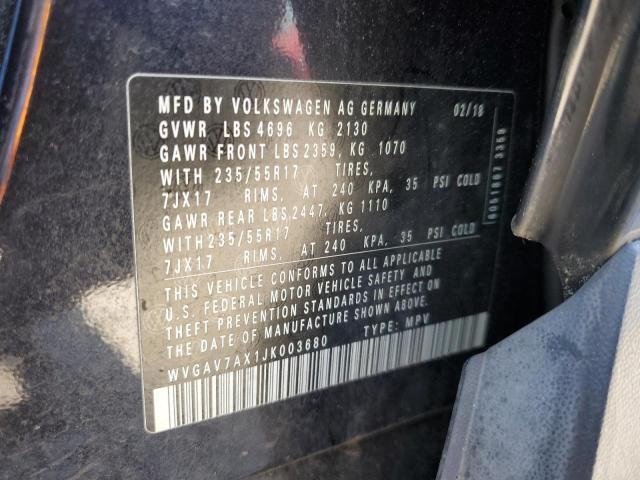 MFD BY VOLKSWAGEN AG GERMANY 02/18
GVWR LBS 4696 KG 2130
GAWR FRONT LBS 2359, KG 1070
WITH 235/55R17 TIRES,
7JX17 RIMS, AT 240 KPA, 35 PSI COLD
GAWR REAR LBS 2447, KG 1110
WITH 235/55R17 TIRES,
7JX17 RIMS, AT 240 KPA, 35 PSI COLD
THIS VEHICLE CONFORMS TO ALL APPLICABLE
U.S. FEDERAL MOTOR VEHICLE SAFETY AND
THEFT PREVENTION STANDARDS IN EFFECT ON
THE DATE OF MANUFACTURE SHOWN ABOVE.
WVGAV7AX1JK003680 TYPE: MPV